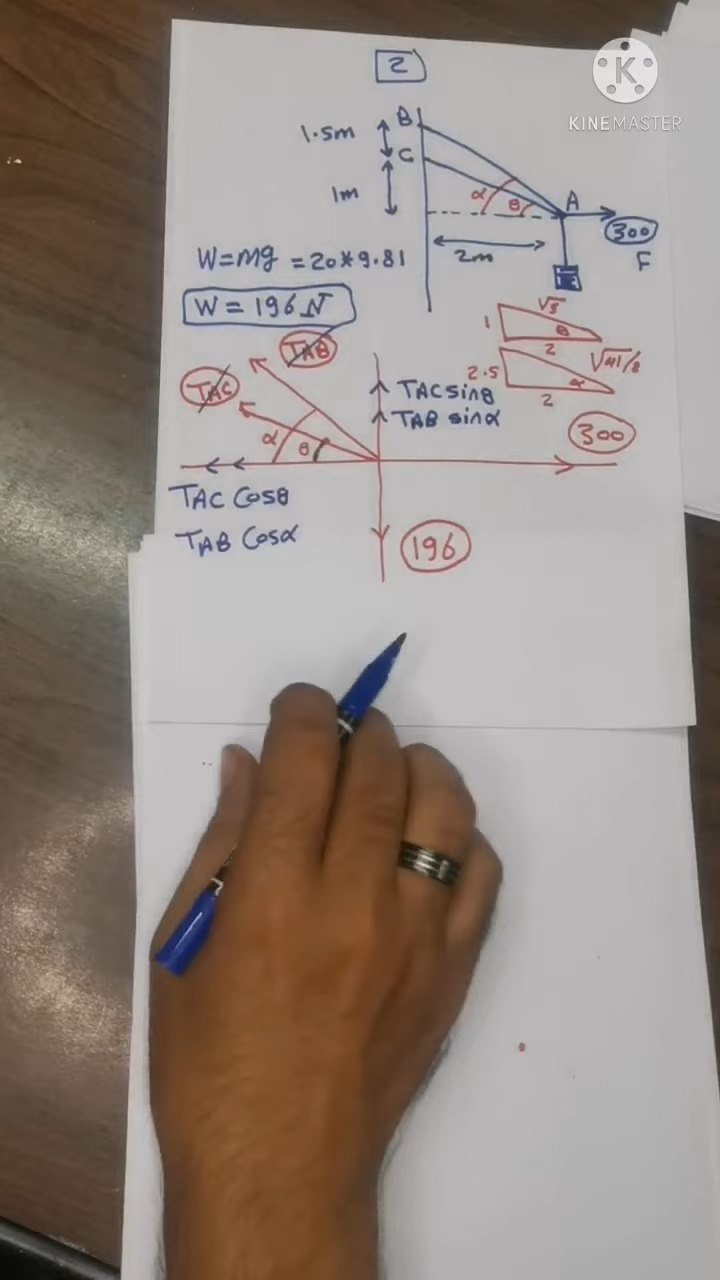 K
KINEMASTER
2
B
1.5m
C
1m
α θ A
300
F
2m
W=mg =20*9.81
W = 196 N
√5
1 θ
2
2.5 √41/2
α
2
TAB
TAC
TAC sinθ
TAB sinα
α θ
300
TAC Cosθ
TAB Cosα
196